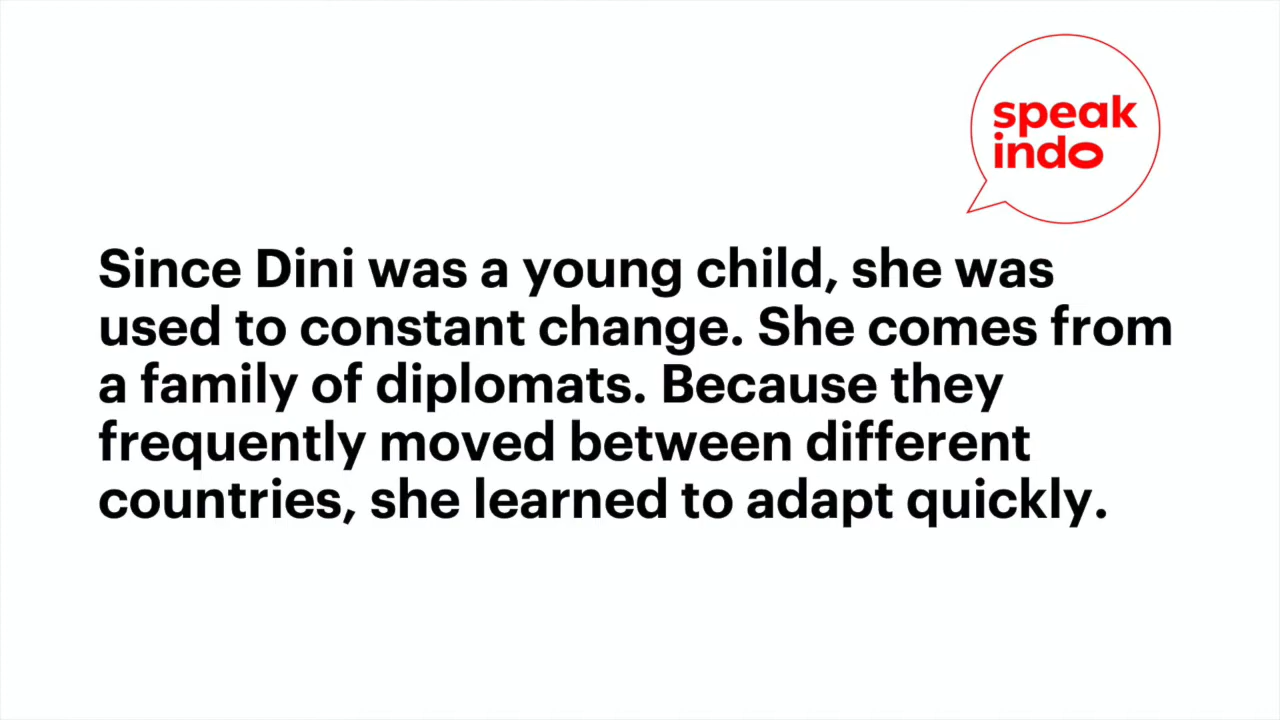 speak
indo
Since Dini was a young child, she was
used to constant change. She comes from
a family of diplomats. Because they
frequently moved between different
countries, she learned to adapt quickly.